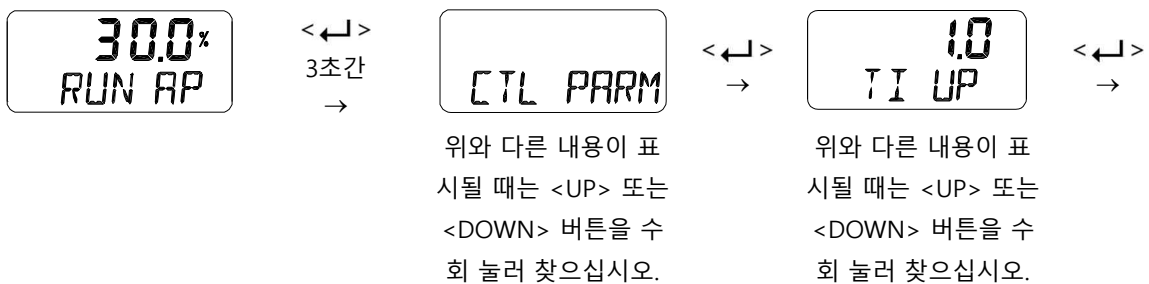 30.0%
RUN AP
<↵>
3초간
→
CTL PARM
<↵>
→
1.0
TI UP
<↵>
→
위와 다른 내용이 표
시될 때는 <UP> 또는
<DOWN> 버튼을 수
회 눌러 찾으십시오.
위와 다른 내용이 표
시될 때는 <UP> 또는
<DOWN> 버튼을 수
회 눌러 찾으십시오.